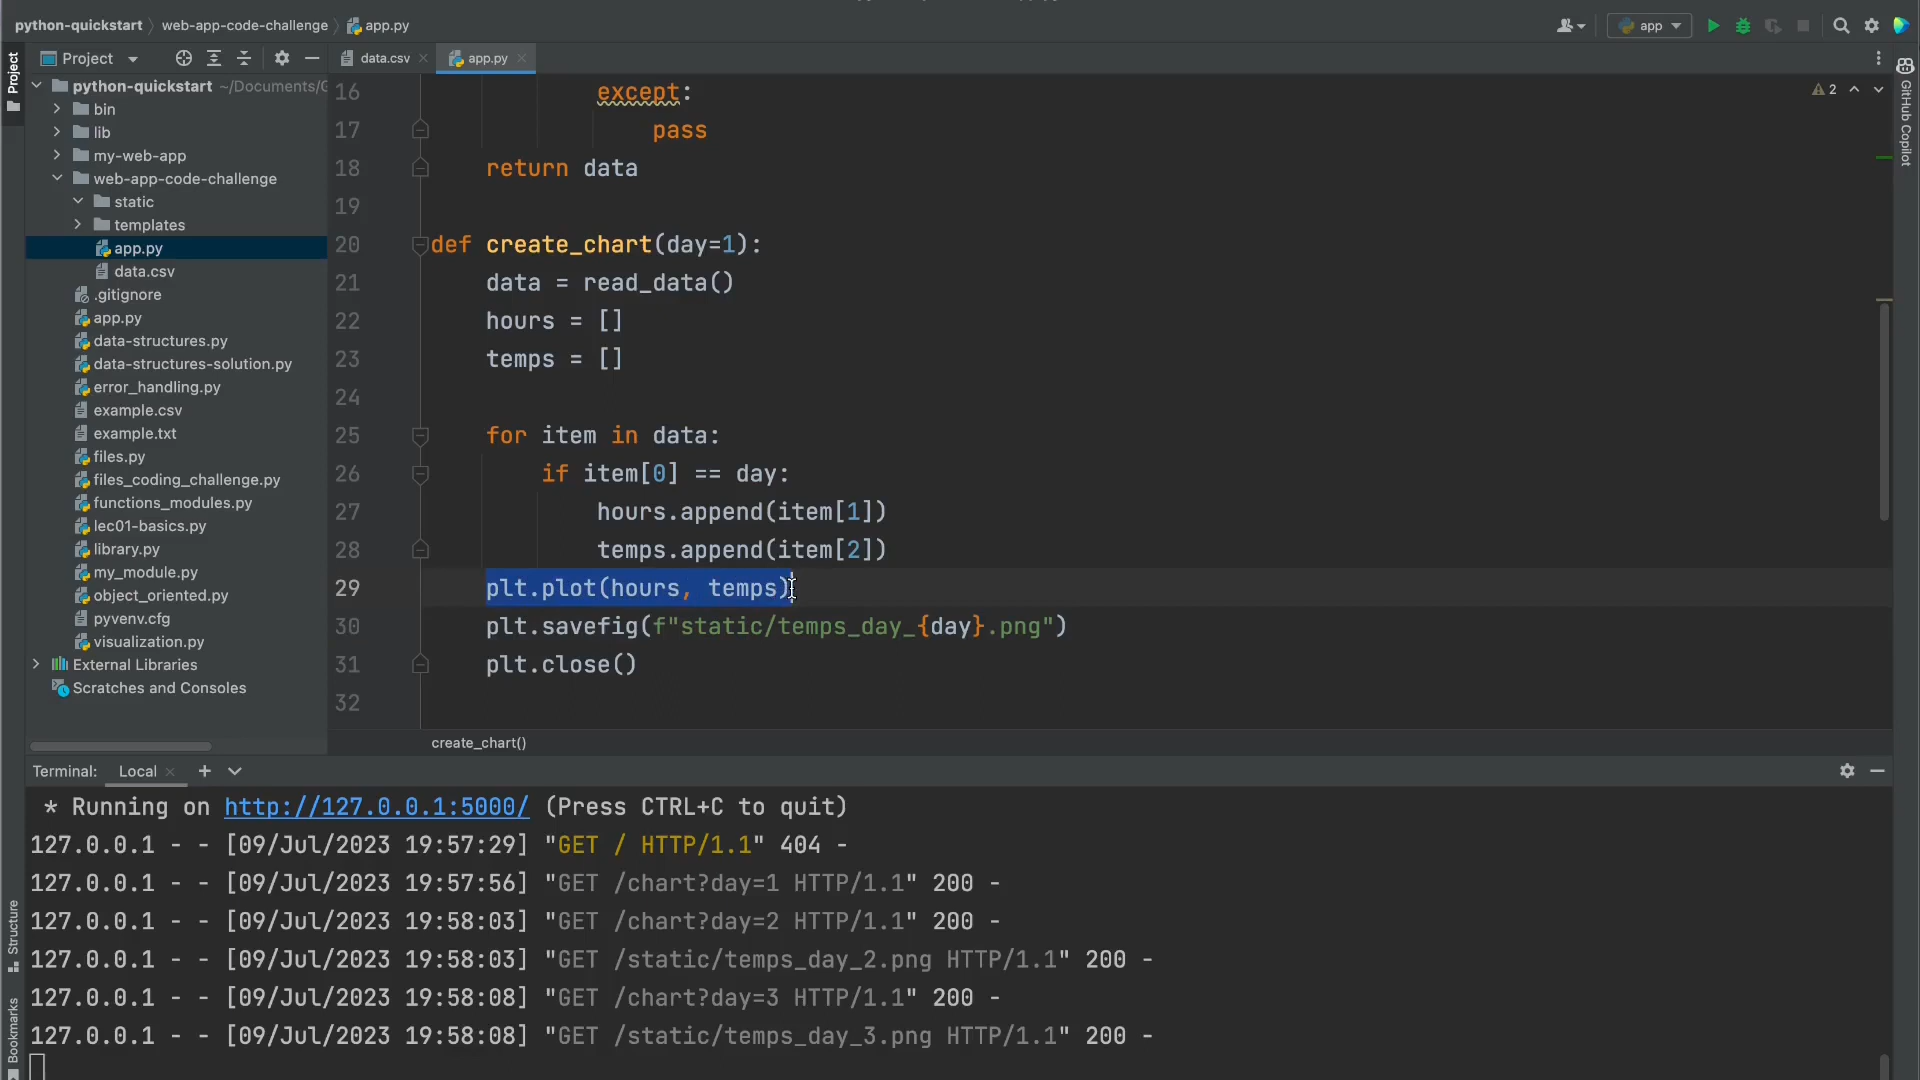 python-quickstart web-app-code-challenge app.py
app
Project
data.csv
app.py
Project
python-quickstart ~/Documents/G
bin
lib
my-web-app
web-app-code-challenge
static
templates
app.py
data.csv
.gitignore
app.py
data-structures.py
data-structures-solution.py
error_handling.py
example.csv
example.txt
files.py
files_coding_challenge.py
functions_modules.py
lec01-basics.py
library.py
my_module.py
object_oriented.py
pyvenv.cfg
visualization.py
External Libraries
Scratches and Consoles
Structure
Bookmarks
2
GitHub Copilot
16 except:
17 pass
18 return data
19
20 def create_chart(day=1):
21 data = read_data()
22 hours = []
23 temps = []
24
25 for item in data:
26 if item[0] == day:
27 hours.append(item[1])
28 temps.append(item[2])
29 plt.plot(hours, temps)
30 plt.savefig(f"static/temps_day_{day}.png")
31 plt.close()
32
create_chart()
Terminal: Local
* Running on http://127.0.0.1:5000/ (Press CTRL+C to quit)
127.0.0.1 - - [09/Jul/2023 19:57:29] "GET / HTTP/1.1" 404 -
127.0.0.1 - - [09/Jul/2023 19:57:56] "GET /chart?day=1 HTTP/1.1" 200 -
127.0.0.1 - - [09/Jul/2023 19:58:03] "GET /chart?day=2 HTTP/1.1" 200 -
127.0.0.1 - - [09/Jul/2023 19:58:03] "GET /static/temps_day_2.png HTTP/1.1" 200 -
127.0.0.1 - - [09/Jul/2023 19:58:08] "GET /chart?day=3 HTTP/1.1" 200 -
127.0.0.1 - - [09/Jul/2023 19:58:08] "GET /static/temps_day_3.png HTTP/1.1" 200 -